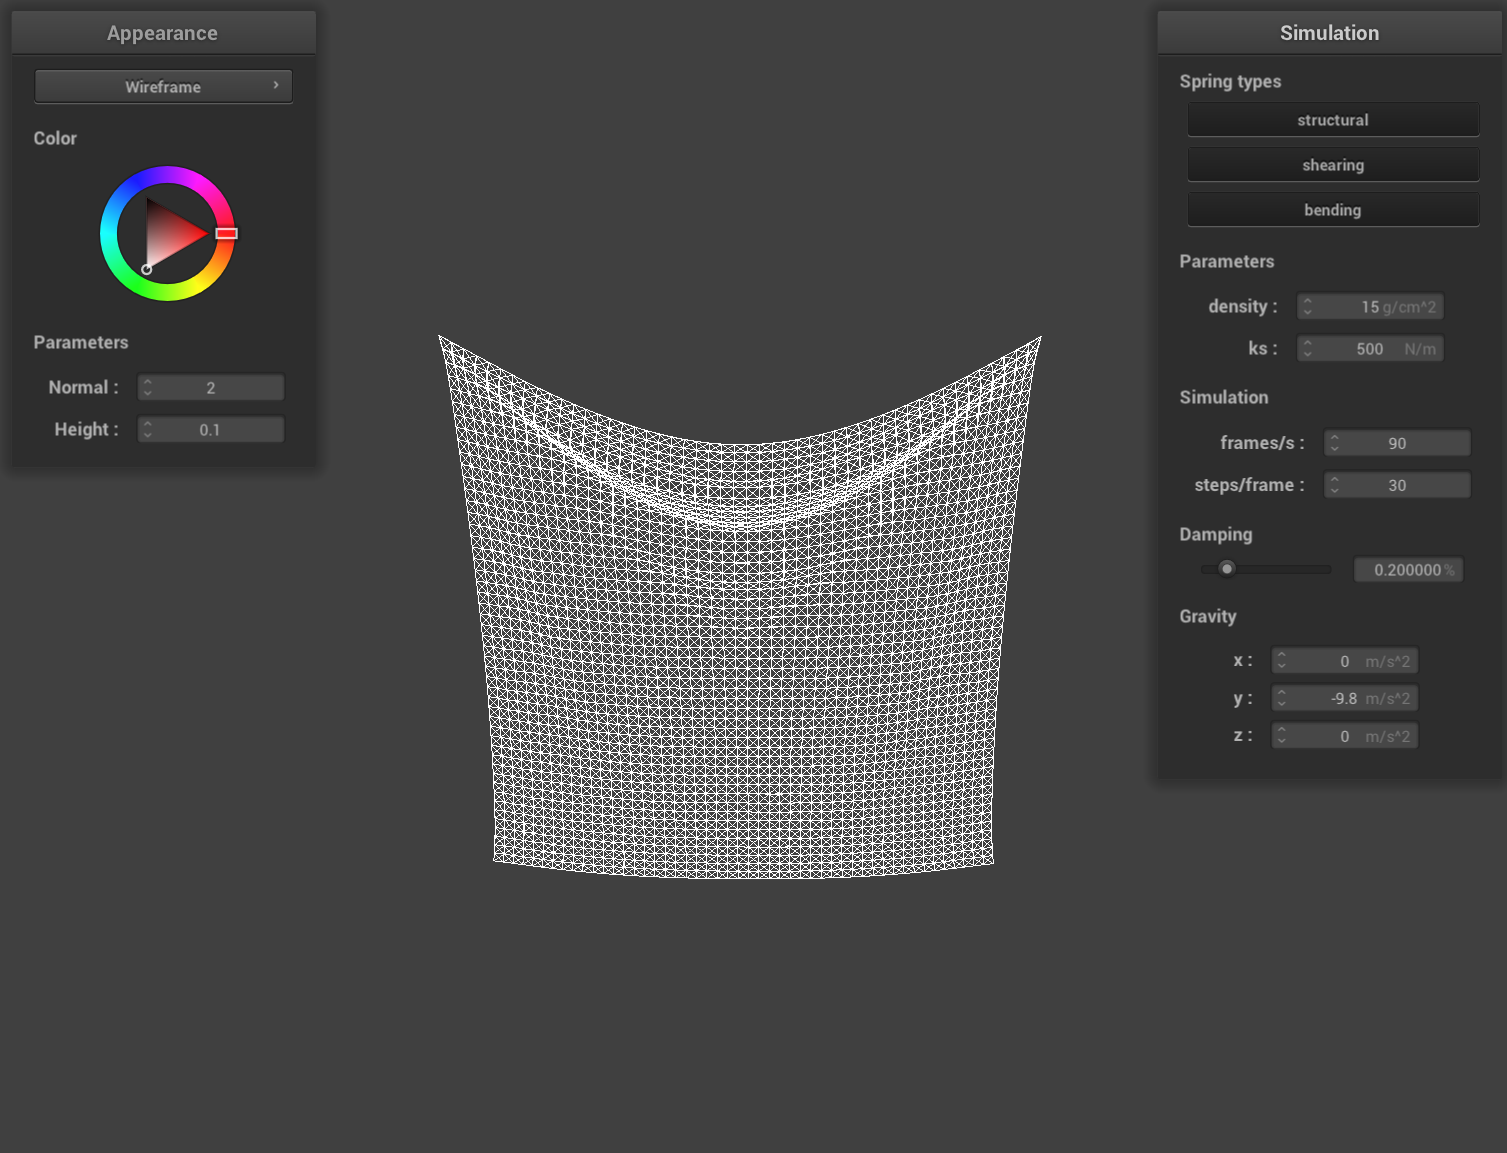 Appearance
Wireframe
Color
Parameters
Normal :
2
Height :
0.1
Simulation
Spring types
structural
shearing
bending
Parameters
density :
15 g/cm^2
ks :
500 N/m
Simulation
frames/s :
90
steps/frame :
30
Damping
0.200000 %
Gravity
x :
0 m/s^2
y :
-9.8 m/s^2
z :
0 m/s^2